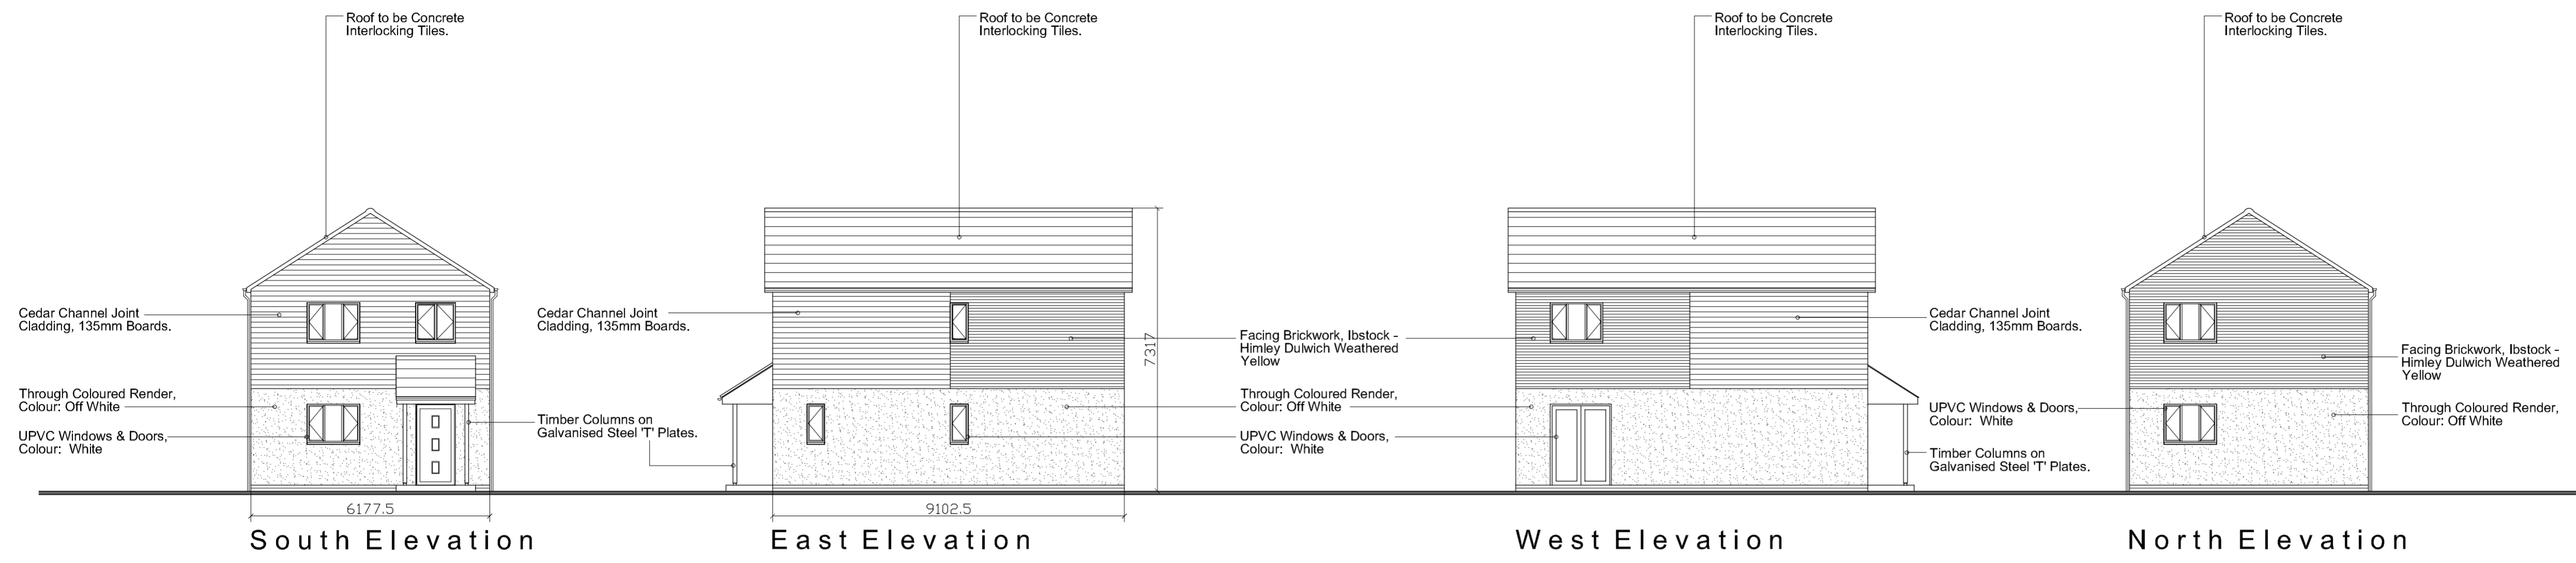 Roof to be Concrete
Interlocking Tiles.
Cedar Channel Joint
Cladding, 135mm Boards.
Through Coloured Render,
Colour: Off White
UPVC Windows & Doors,
Colour:  White
6177.5
South Elevation
Roof to be Concrete
Interlocking Tiles.
Cedar Channel Joint
Cladding, 135mm Boards.
Timber Columns on
Galvanised Steel 'T' Plates.
7317
9102.5
East Elevation
Facing Brickwork, Ibstock -
Himley Dulwich Weathered
Yellow
Through Coloured Render,
Colour: Off White
UPVC Windows & Doors,
Colour:  White
Roof to be Concrete
Interlocking Tiles.
Cedar Channel Joint
Cladding, 135mm Boards.
West Elevation
UPVC Windows & Doors,
Colour:  White
Timber Columns on
Galvanised Steel 'T' Plates.
Roof to be Concrete
Interlocking Tiles.
Facing Brickwork, Ibstock -
Himley Dulwich Weathered
Yellow
Through Coloured Render,
Colour: Off White
North Elevation